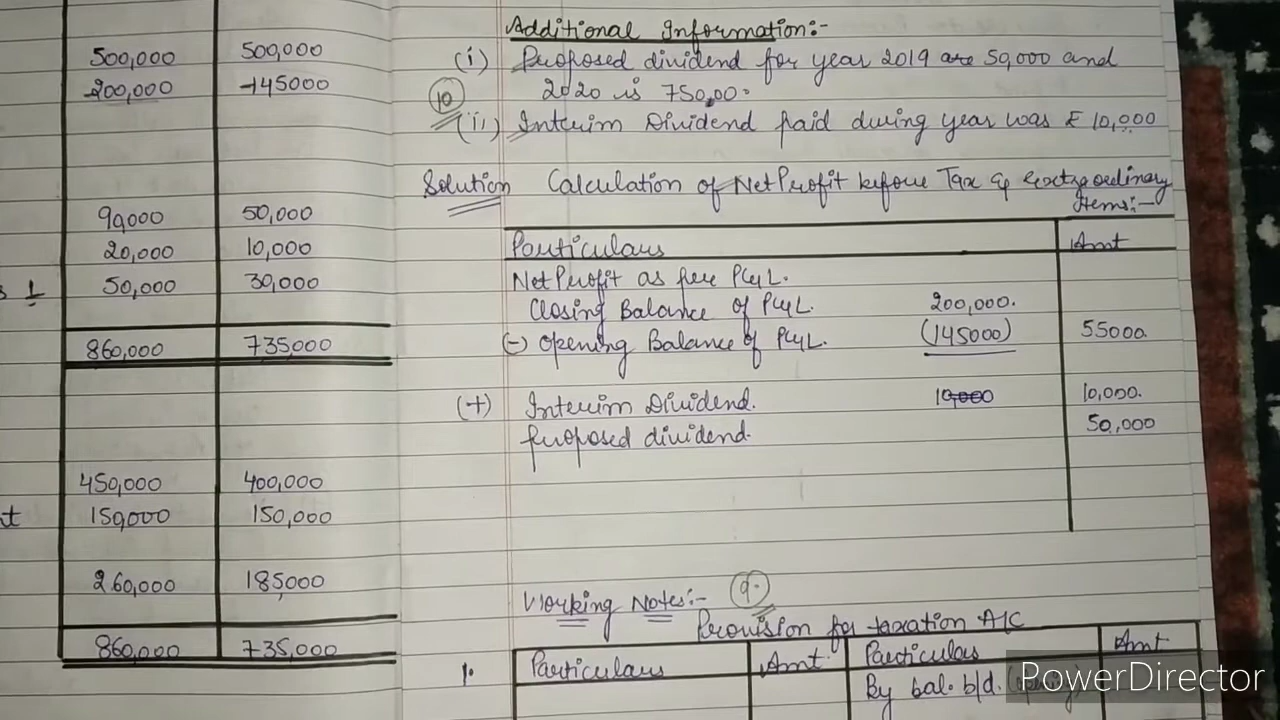 500,000 500,000
200,000 145000
90,000 50,000
20,000 10,000
50,000 30,000
860,000 735000
450,000 400,000
150,000 150,000
260,000 185000
860,000 735,000
Additional Information:-
(i) Proposed dividend for year 2019 are 50,000 and
2020 is 750,00.
10
(ii) Interim Dividend paid during year was ₹ 10,000
Solution Calculation of Net Profit before Tax & Extraordinary
Items:-
Particulars Amt
Net Profit as per P&L.
Closing Balance of P&L. 200,000.
(-) Opening Balance of P&L. (145000) 55000.
(+) Interim Dividend. 10,000 10,000.
Proposed dividend. 50,000
Working Notes:- 9.
Provision for taxation A/C
1. Particulars Amt Particulars Amt
By bal. b/d.
PowerDirector